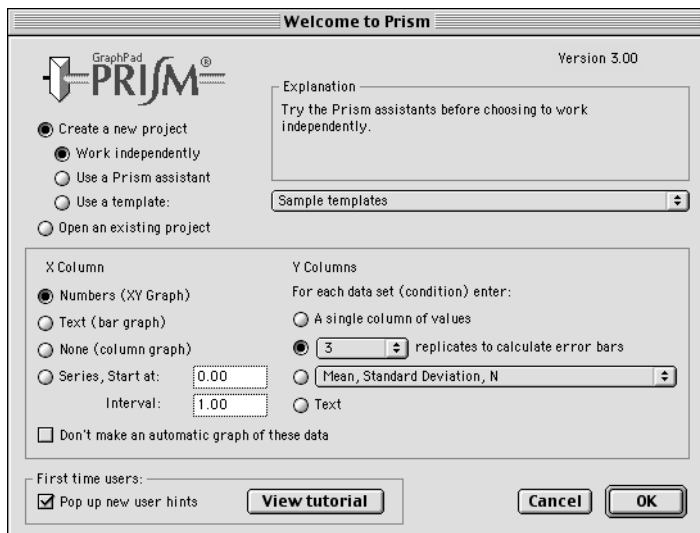 Welcome to Prism
GraphPad
PRISM®
Version 3.00
Explanation
Try the Prism assistants before choosing to work
independently.
Create a new project
Work independently
Use a Prism assistant
Use a template:
Sample templates
Open an existing project
X Column
Numbers (XY Graph)
Text (bar graph)
None (column graph)
Series, Start at: 0.00
Interval: 1.00
Y Columns
For each data set (condition) enter:
A single column of values
3 replicates to calculate error bars
Mean, Standard Deviation, N
Text
Don't make an automatic graph of these data
First time users:
Pop up new user hints
View tutorial
Cancel
OK